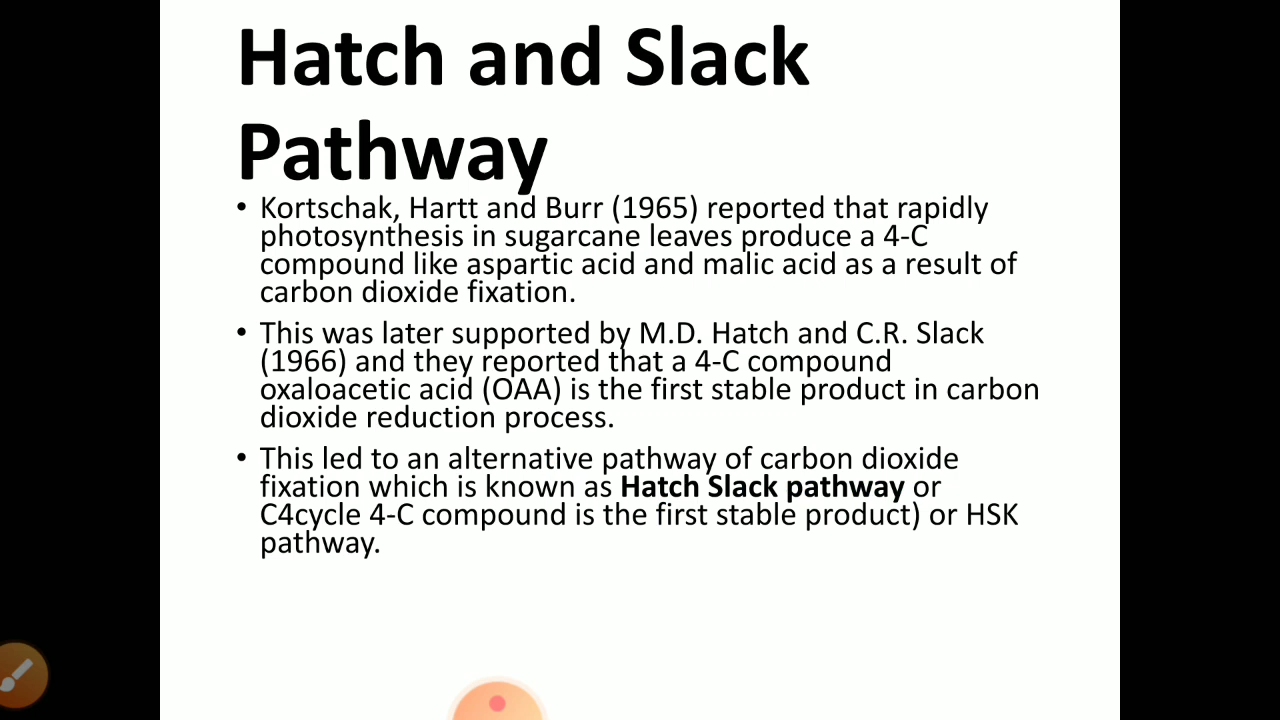 Hatch and Slack
Pathway
• Kortschak, Hartt and Burr (1965) reported that rapidly
photosynthesis in sugarcane leaves produce a 4-C
compound like aspartic acid and malic acid as a result of
carbon dioxide fixation.
• This was later supported by M.D. Hatch and C.R. Slack
(1966) and they reported that a 4-C compound
oxaloacetic acid (OAA) is the first stable product in carbon
dioxide reduction process.
• This led to an alternative pathway of carbon dioxide
fixation which is known as Hatch Slack pathway or
C4cycle 4-C compound is the first stable product) or HSK
pathway.